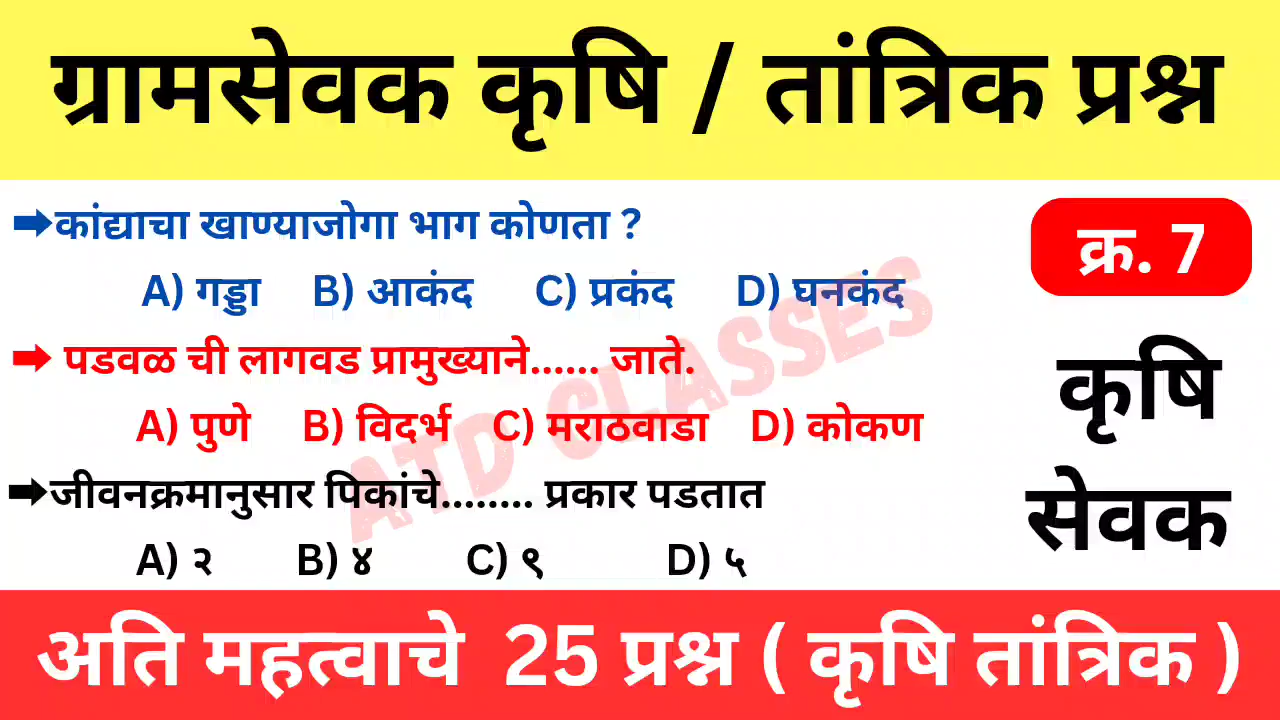 ग्रामसेवक कृषि / तांत्रिक प्रश्न
➡कांद्याचा खाण्याजोगा भाग कोणता ?
A) गड्डा B) आकंद C) प्रकंद D) घनकंद
➡ पडवळ ची लागवड प्रामुख्याने...... जाते.
A) पुणे B) विदर्भ C) मराठवाडा D) कोकण
➡जीवनक्रमानुसार पिकांचे........ प्रकार पडतात
A) २ B) ४ C) ९ D) ५
क्र. 7
कृषि
सेवक
ATD CLASSES
अति महत्वाचे 25 प्रश्न ( कृषि तांत्रिक )